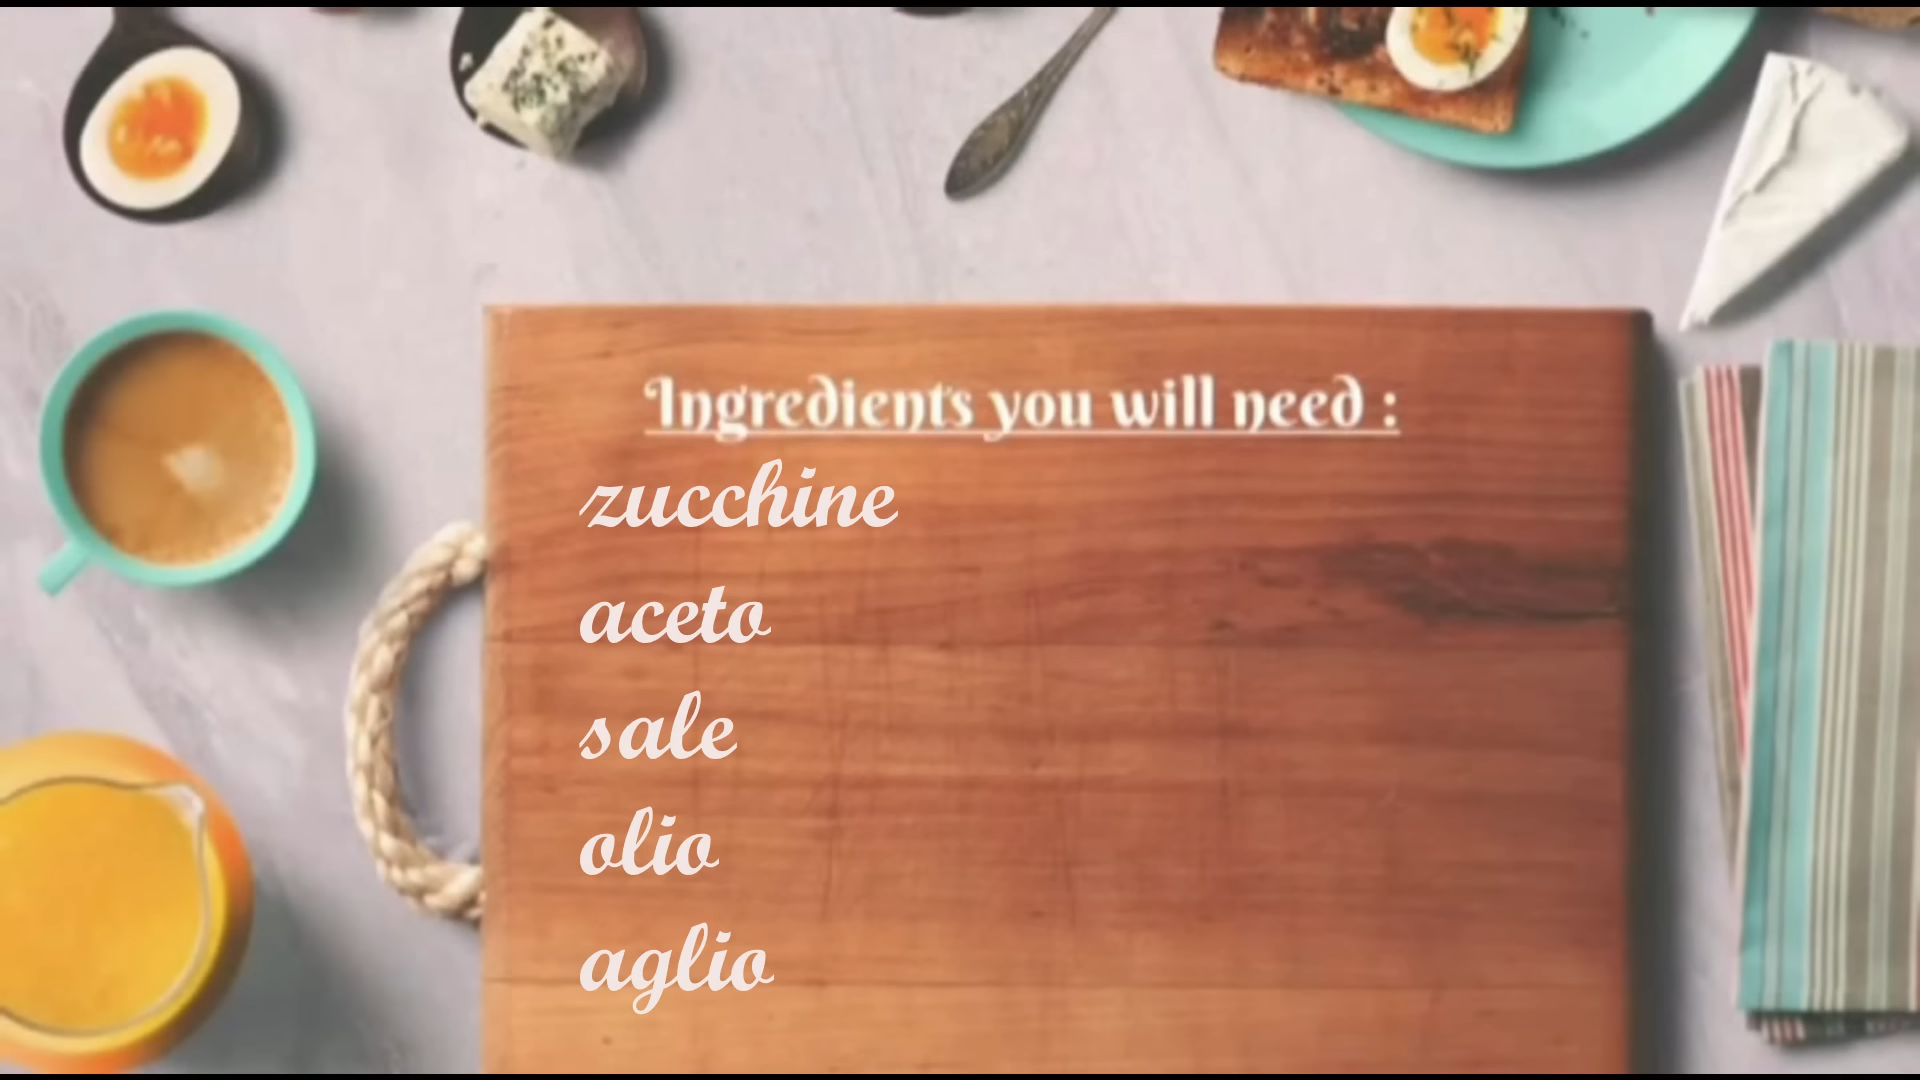 Ingredients you will need :
zucchine
aceto
sale
olio
aglio